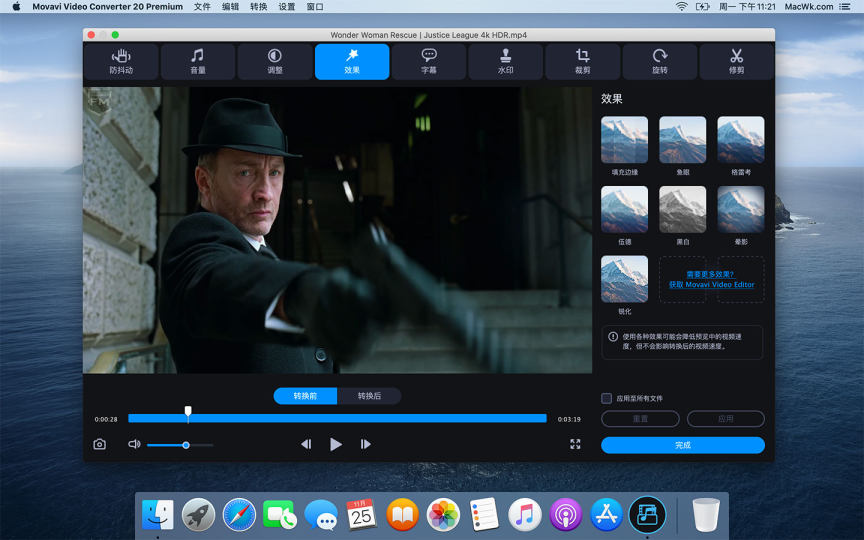 Movavi Video Converter 20 Premium 文件 编辑 转换 设置 窗口 周一 下午11:21 MacWk.com
Wonder Woman Rescue | Justice League 4k HDR.mp4
防抖动 音量 调整 效果 字幕 水印 裁剪 旋转 修剪
FM
效果
填充边缘 鱼眼 格雷考
伍德 黑白 晕影
需要更多效果?
获取 Movavi Video Editor
锐化
使用各种效果可能会降低预览中的视频速
度，但不会影响转换后的视频速度。
转换前 转换后
应用至所有文件
0:00:28 0:03:19
重置 应用
完成
11月
25